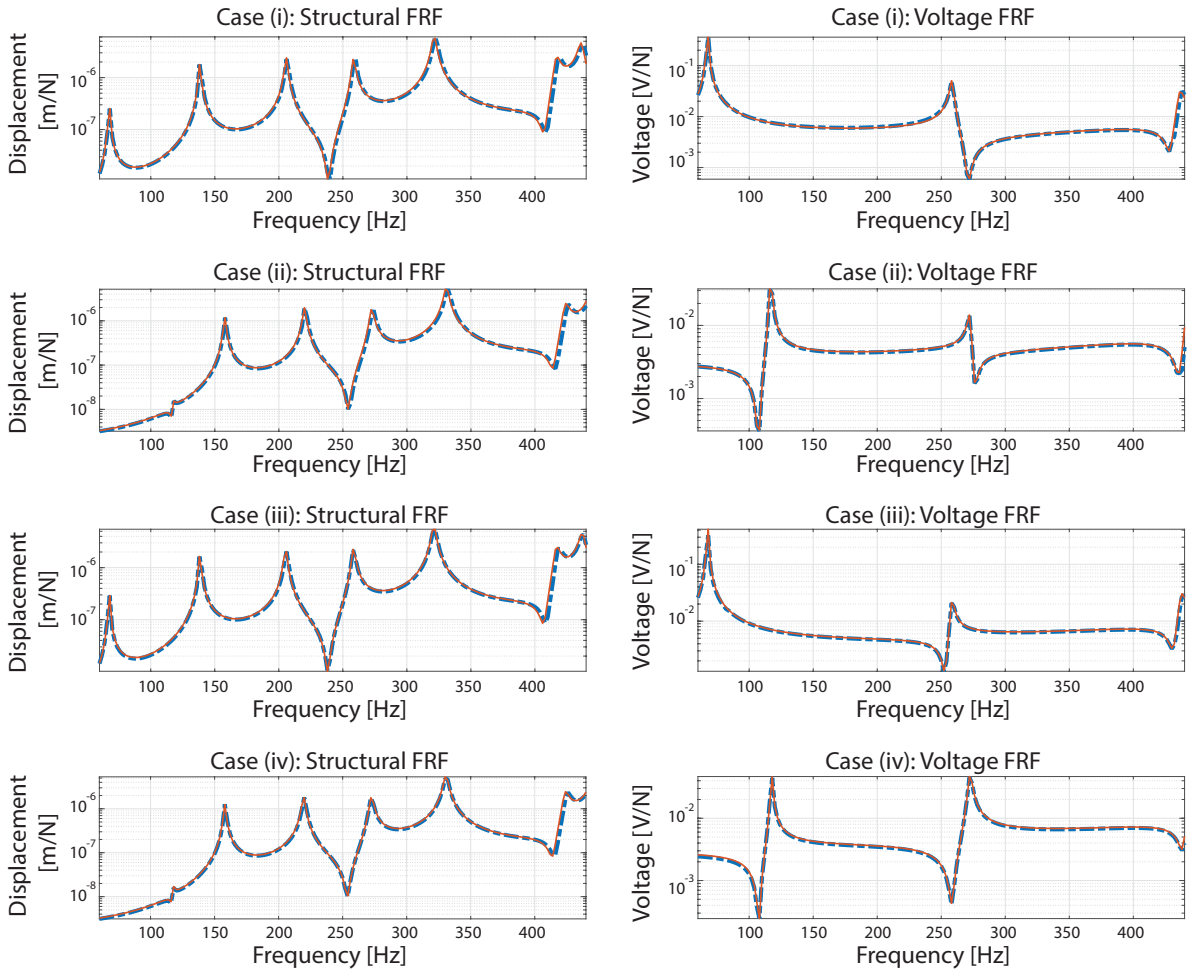 Case (i): Structural FRF
Displacement
[m/N]
10-6
10-7
100 150 200 250 300 350 400
Frequency [Hz]
Case (i): Voltage FRF
Voltage [V/N]
10-1
10-2
10-3
100 150 200 250 300 350 400
Frequency [Hz]
Case (ii): Structural FRF
Displacement
[m/N]
10-6
10-7
10-8
100 150 200 250 300 350 400
Frequency [Hz]
Case (ii): Voltage FRF
Voltage [V/N]
10-2
10-3
100 150 200 250 300 350 400
Frequency [Hz]
Case (iii): Structural FRF
Displacement
[m/N]
10-6
10-7
100 150 200 250 300 350 400
Frequency [Hz]
Case (iii): Voltage FRF
Voltage [V/N]
10-1
10-2
100 150 200 250 300 350 400
Frequency [Hz]
Case (iv): Structural FRF
Displacement
[m/N]
10-6
10-7
10-8
100 150 200 250 300 350 400
Frequency [Hz]
Case (iv): Voltage FRF
Voltage [V/N]
10-2
10-3
100 150 200 250 300 350 400
Frequency [Hz]